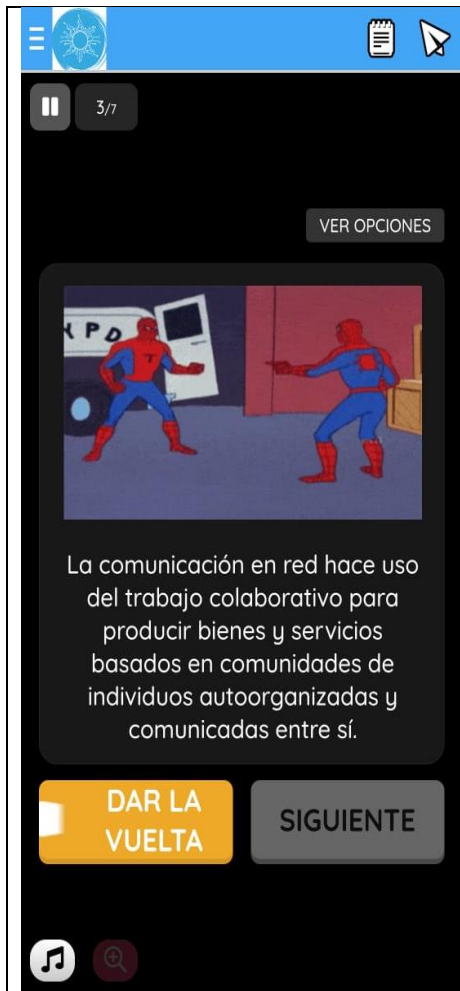 3/7
VER OPCIONES
YPD
La comunicación en red hace uso
del trabajo colaborativo para
producir bienes y servicios
basados en comunidades de
individuos autoorganizadas y
comunicadas entre sí.
DAR LA
VUELTA
SIGUIENTE